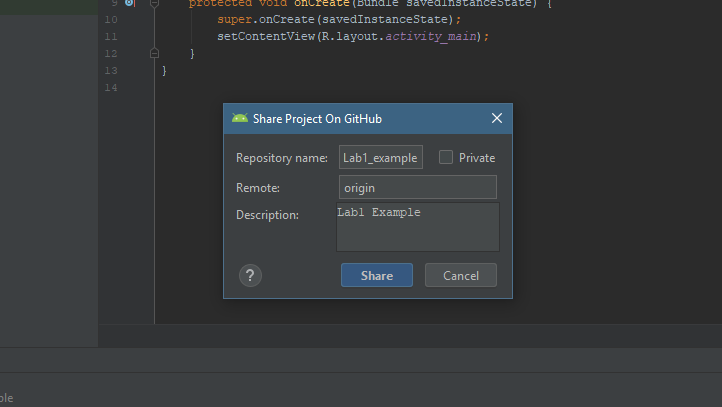 9 protected void onCreate(Bundle savedInstanceState) {
10 super.onCreate(savedInstanceState);
11 setContentView(R.layout.activity_main);
12 }
13 }
14
Share Project On GitHub
Repository name: Lab1_example Private
Remote: origin
Description: Lab1 Example
? Share Cancel